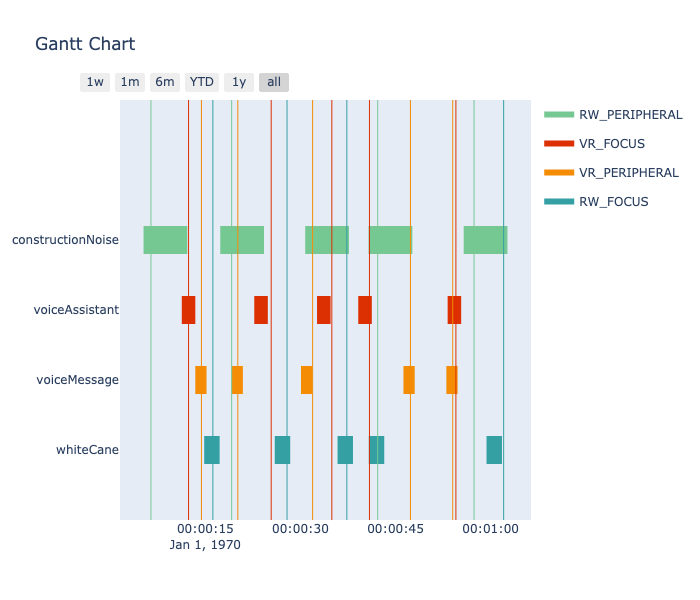 Gantt Chart
1w 1m 6m YTD 1y all
RW_PERIPHERAL
VR_FOCUS
VR_PERIPHERAL
RW_FOCUS
constructionNoise
voiceAssistant
voiceMessage
whiteCane
00:00:15 00:00:30 00:00:45 00:01:00
Jan 1, 1970